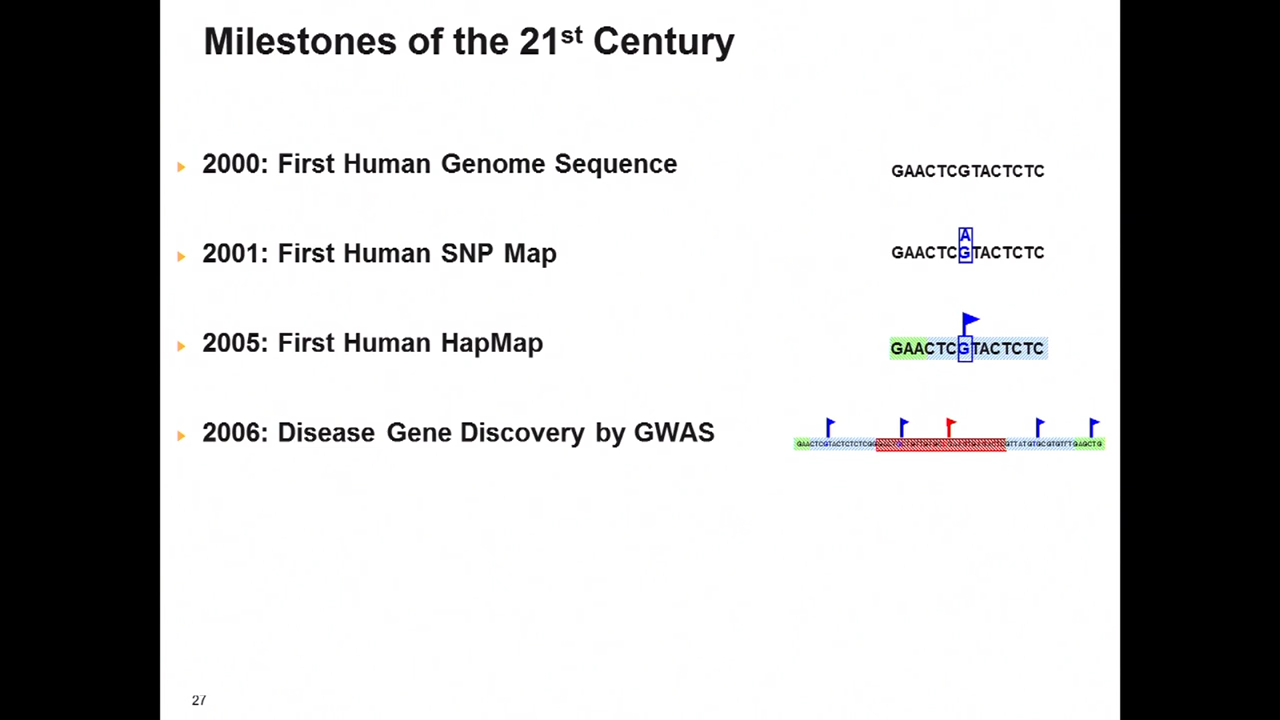 Milestones of the 21st Century
2000: First Human Genome Sequence
GAACTCGTACTCTC
2001: First Human SNP Map
A
GAACTCGTACTCTC
2005: First Human HapMap
GAACTCGTACTCTC
2006: Disease Gene Discovery by GWAS
27